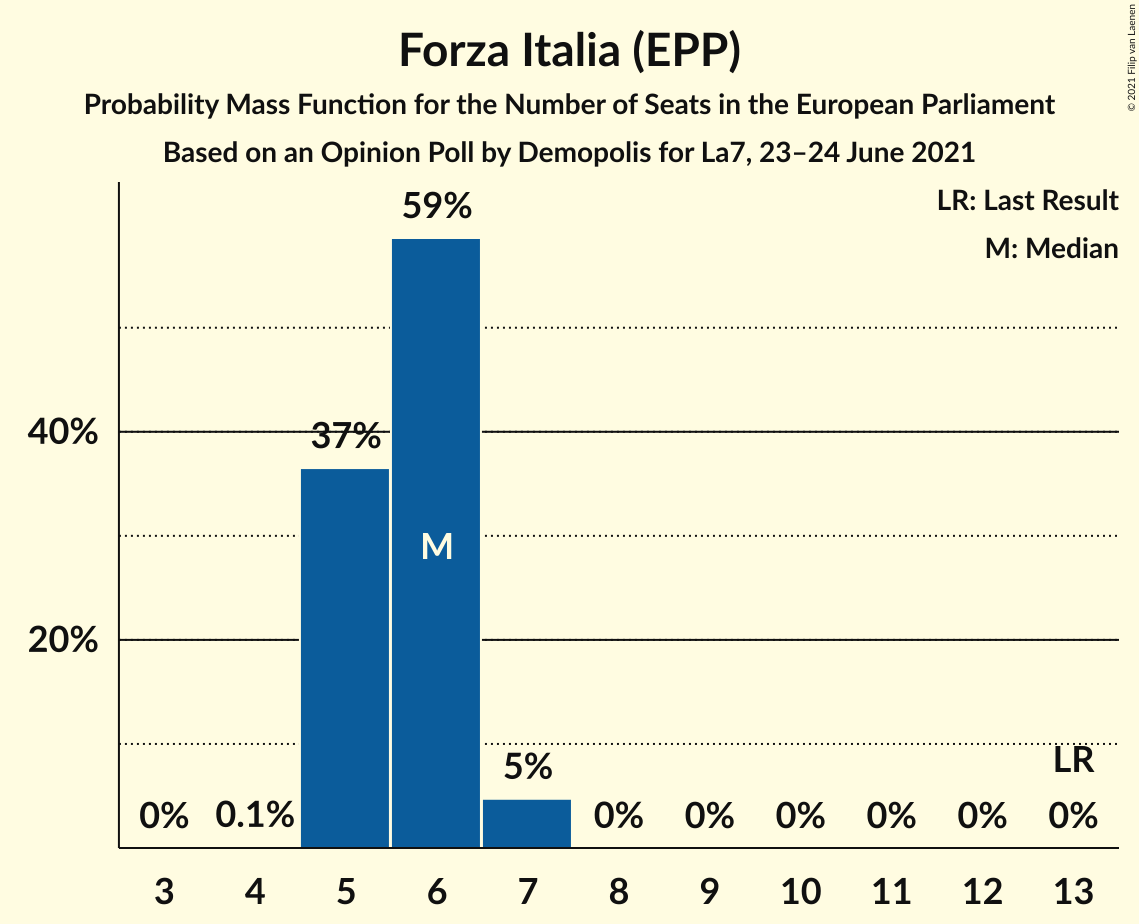 Forza Italia (EPP)
Probability Mass Function for the Number of Seats in the European Parliament
Based on an Opinion Poll by Demopolis for La7, 23–24 June 2021
© 2021 Filip van Laenen
LR: Last Result
M: Median
59%
40%
37%
M
20%
5%
LR
0% 0.1% 0% 0% 0% 0% 0% 0%
3 4 5 6 7 8 9 10 11 12 13